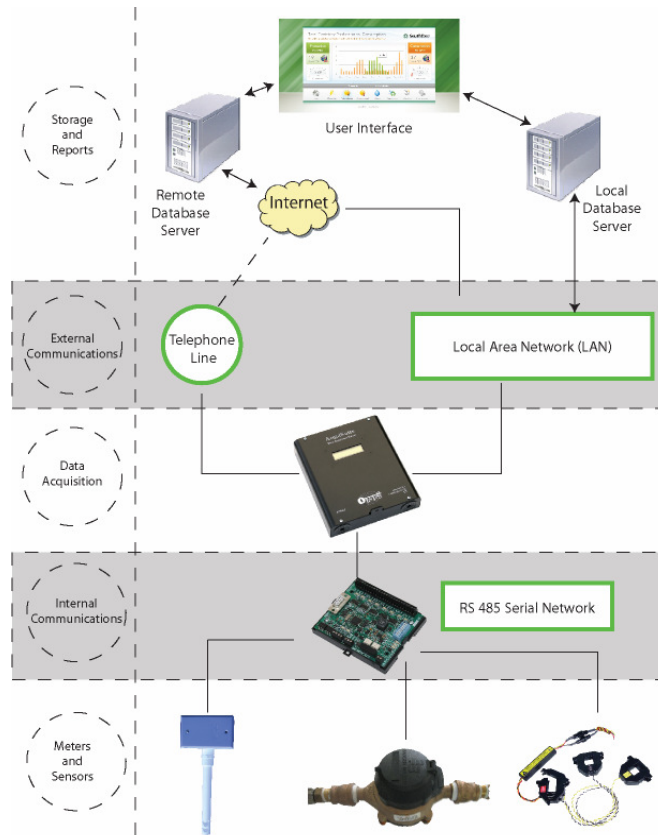 Storage
and
Reports
User Interface
Remote
Database
Server
Internet
Local
Database
Server
External
Communications
Telephone
Line
Local Area Network (LAN)
Data
Acquisition
Internal
Communications
RS 485 Serial Network
Meters
and
Sensors